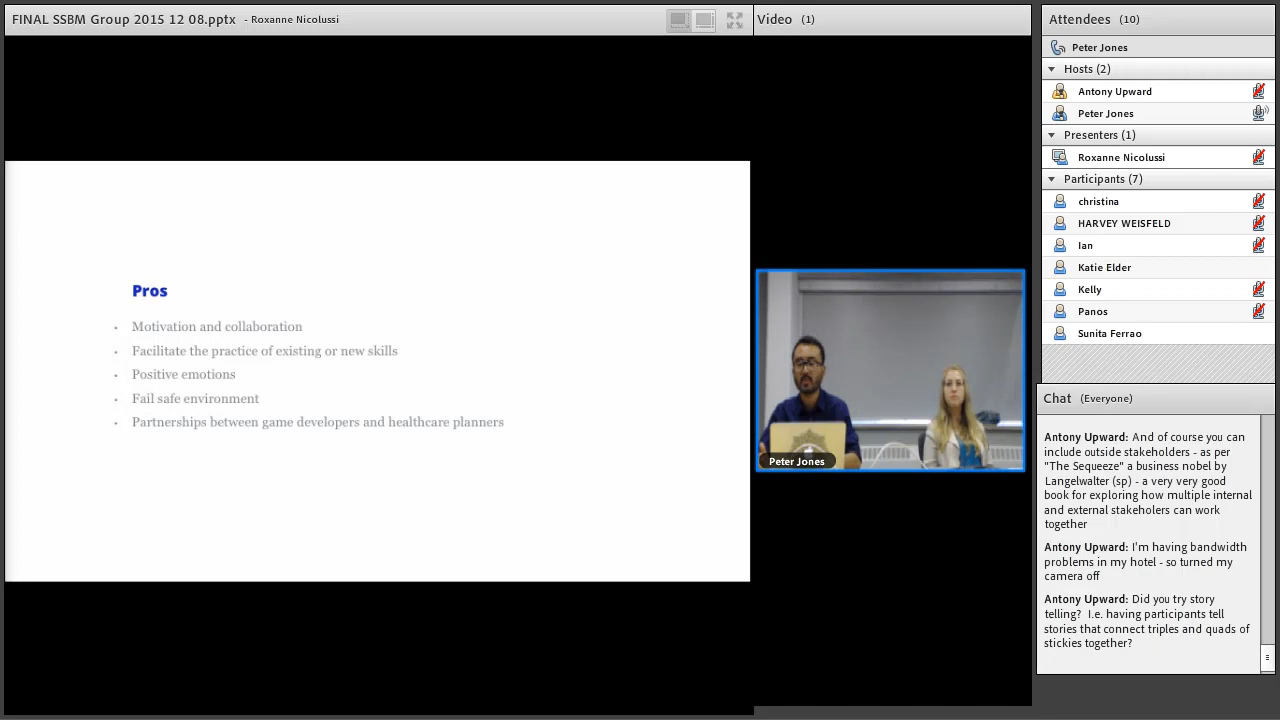 FINAL SSBM Group 2015 12 08.pptx - Roxanne Nicolussi
Pros
• Motivation and collaboration
• Facilitate the practice of existing or new skills
• Positive emotions
• Fail safe environment
• Partnerships between game developers and healthcare planners
Video (1)
Peter Jones
Attendees (10)
Peter Jones
Hosts (2)
Antony Upward
Peter Jones
Presenters (1)
Roxanne Nicolussi
Participants (7)
christina
HARVEY WEISFELD
Ian
Katie Elder
Kelly
Panos
Sunita Ferrao
Chat (Everyone)
Antony Upward: And of course you can
include outside stakeholders - as per
"The Sequeeze" a business nobel by
Langelwalter (sp) - a very very good
book for exploring how multiple internal
and external stakeholers can work
together
Antony Upward: I'm having bandwidth
problems in my hotel - so turned my
camera off
Antony Upward: Did you try story
telling? I.e. having participants tell
stories that connect triples and quads of
stickies together?